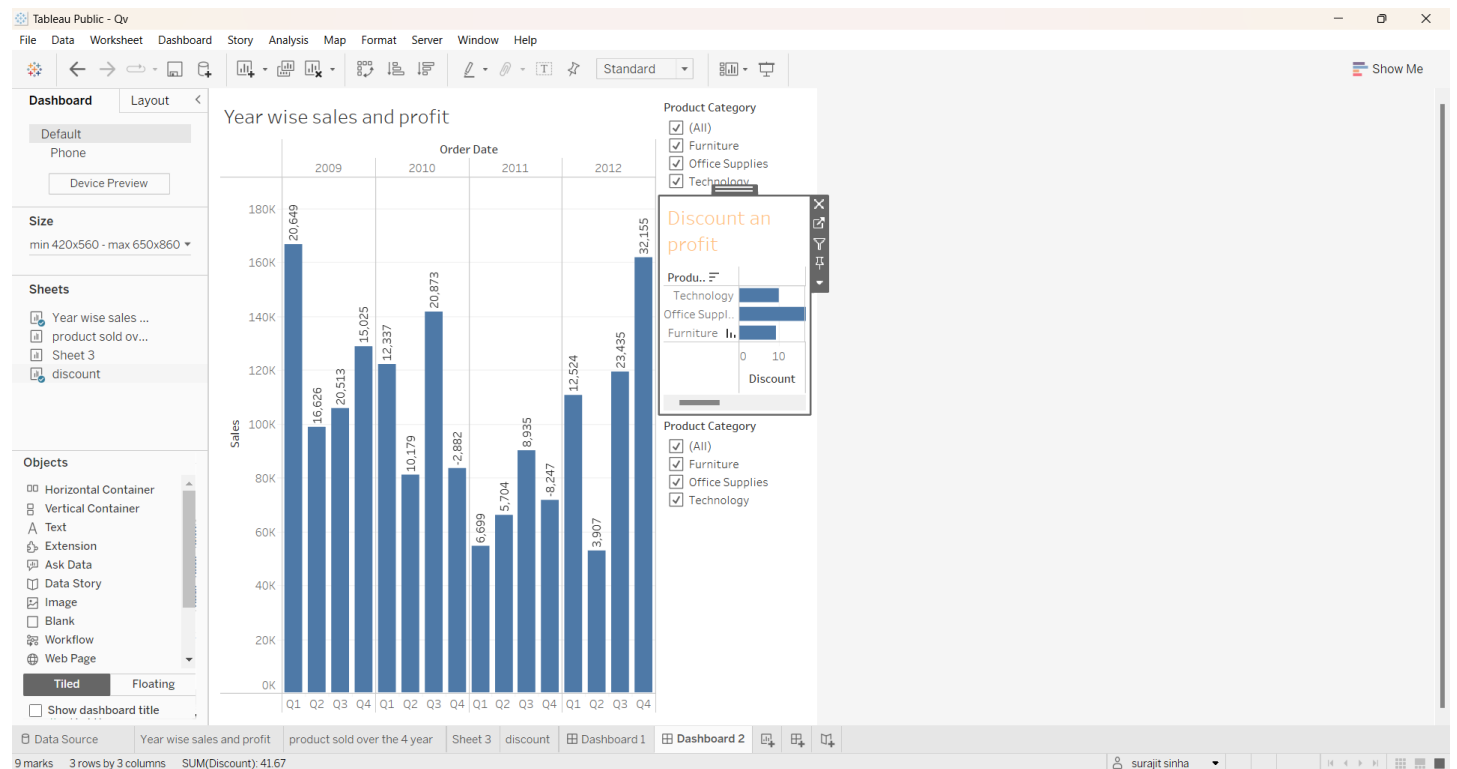 Tableau Public - Qv
File Data Worksheet Dashboard Story Analysis Map Format Server Window Help
Standard
Show Me
Dashboard Layout
Default
Phone
Device Preview
Size
min 420x560 - max 650x860
Sheets
Year wise sales ...
product sold ov...
Sheet 3
discount
Objects
Horizontal Container
Vertical Container
Text
Extension
Ask Data
Data Story
Image
Blank
Workflow
Web Page
Tiled Floating
Show dashboard title
Year wise sales and profit
Order Date
2009 2010 2011 2012
Sales
180K
160K
140K
120K
100K
80K
60K
40K
20K
0K
20,649 16,626 20,513 15,025 12,337 10,179 20,873 -2,882 6,699 5,704 8,935 -8,247 12,524 3,907 23,435 32,155
Q1 Q2 Q3 Q4 Q1 Q2 Q3 Q4 Q1 Q2 Q3 Q4 Q1 Q2 Q3 Q4
Product Category
(All)
Furniture
Office Supplies
Technology
Discount an
profit
Produ..
Technology
Office Suppl..
Furniture
0 10
Discount
Product Category
(All)
Furniture
Office Supplies
Technology
Data Source Year wise sales and profit product sold over the 4 year Sheet 3 discount Dashboard 1 Dashboard 2
9 marks 3 rows by 3 columns SUM(Discount): 41.67 surajit sinha